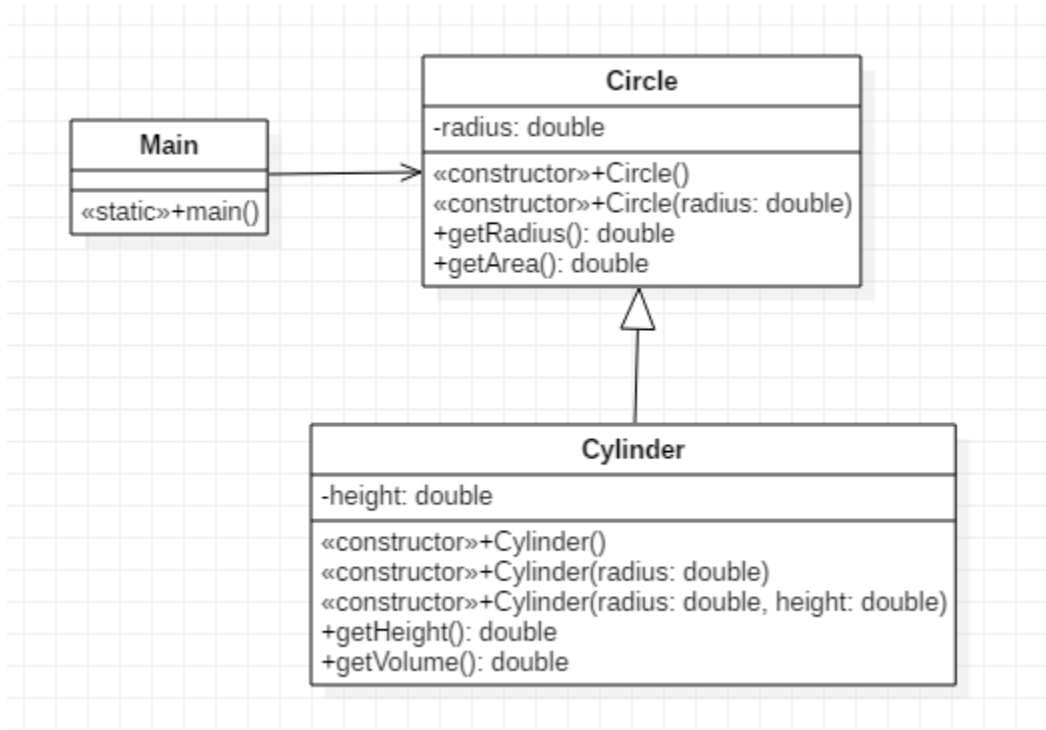 Main
«static»+main()
Circle
-radius: double
«constructor»+Circle()
«constructor»+Circle(radius: double)
+getRadius(): double
+getArea(): double
Cylinder
-height: double
«constructor»+Cylinder()
«constructor»+Cylinder(radius: double)
«constructor»+Cylinder(radius: double, height: double)
+getHeight(): double
+getVolume(): double